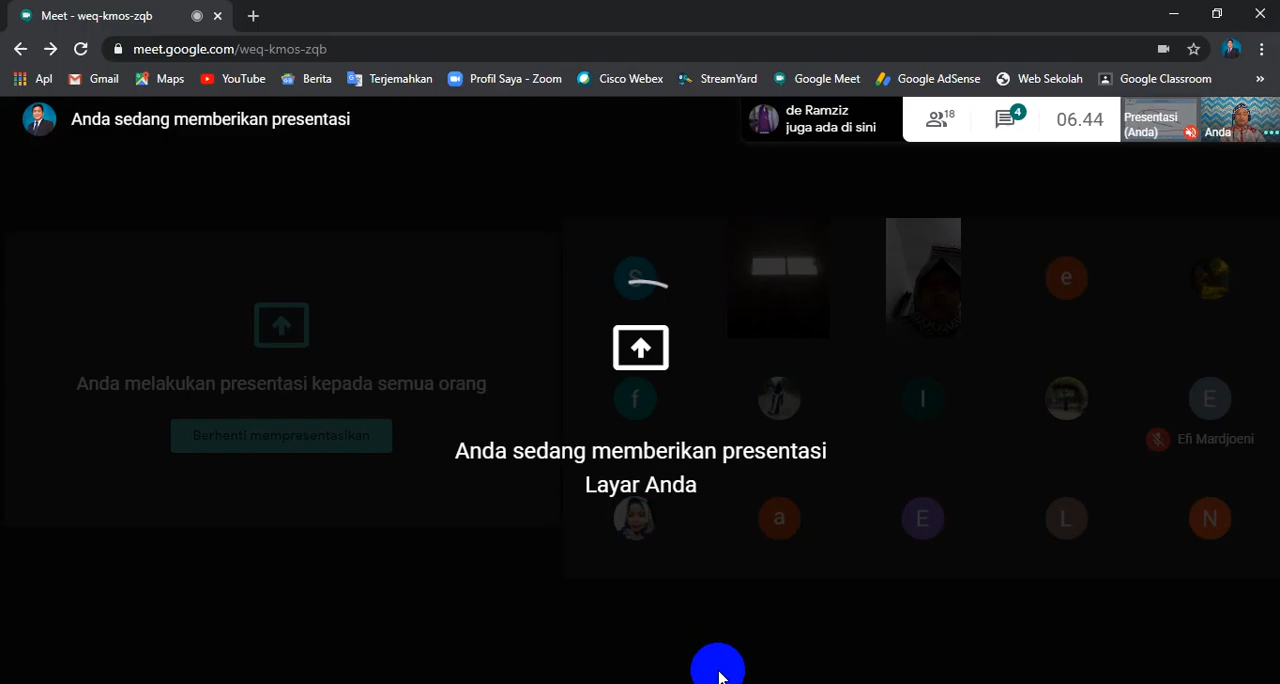 Meet - weq-kmos-zqb
meet.google.com/weq-kmos-zqb
Apl Gmail Maps YouTube Berita Terjemahkan Profil Saya - Zoom Cisco Webex StreamYard Google Meet Google AdSense Web Sekolah Google Classroom »
Anda sedang memberikan presentasi
de Ramziz
juga ada di sini
18
4
06.44
Presentasi
(Anda)
Anda
S
e
Anda melakukan presentasi kepada semua orang
Berhenti mempresentasikan
f
I
E
Efi Mardjoeni
Anda sedang memberikan presentasi
Layar Anda
a
E
L
N